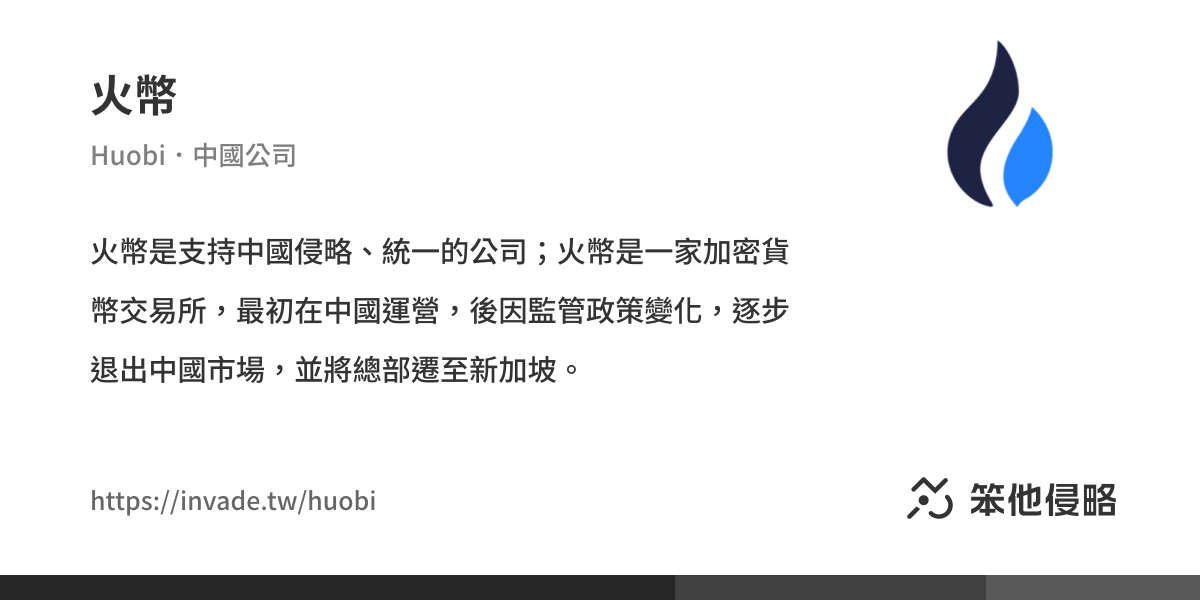 火幣
Huobi・中國公司
火幣是支持中國侵略、統一的公司；火幣是一家加密貨
幣交易所，最初在中國運營，後因監管政策變化，逐步
退出中國市場，並將總部遷至新加坡。
https://invade.tw/huobi
笨他侵略